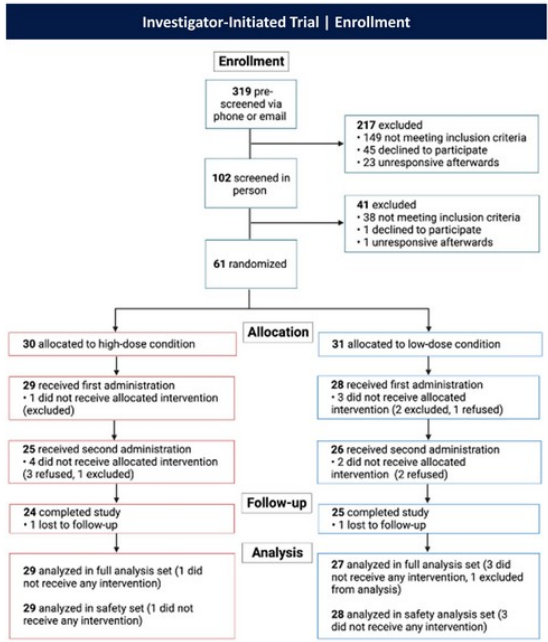 Investigator-Initiated Trial | Enrollment
Enrollment
319 pre-
screened via
phone or email
217 excluded
• 149 not meeting inclusion criteria
• 45 declined to participate
• 23 unresponsive afterwards
102 screened in
person
41 excluded
• 38 not meeting inclusion criteria
• 1 declined to participate
• 1 unresponsive afterwards
61 randomized
Allocation
30 allocated to high-dose condition
31 allocated to low-dose condition
29 received first administration
• 1 did not receive allocated intervention
(excluded)
28 received first administration
• 3 did not receive allocated
intervention (2 excluded, 1 refused)
25 received second administration
• 4 did not receive allocated intervention
(3 refused, 1 excluded)
26 received second administration
• 2 did not receive allocated
intervention (2 refused)
Follow-up
24 completed study
• 1 lost to follow-up
25 completed study
• 1 lost to follow-up
Analysis
29 analyzed in full analysis set (1 did
not receive any intervention)
29 analyzed in safety set (1 did not
receive any intervention)
27 analyzed in full analysis set (3 did
not receive any intervention, 1 excluded
from analysis)
28 analyzed in safety analysis set (3
did not receive any intervention)